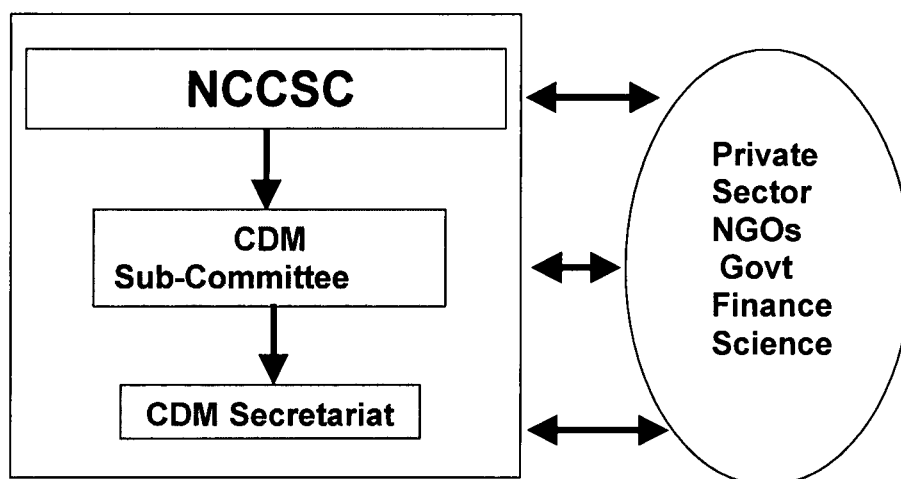 NCCSC
CDM
Sub-Committee
CDM Secretariat
Private
Sector
NGOs
Govt
Finance
Science